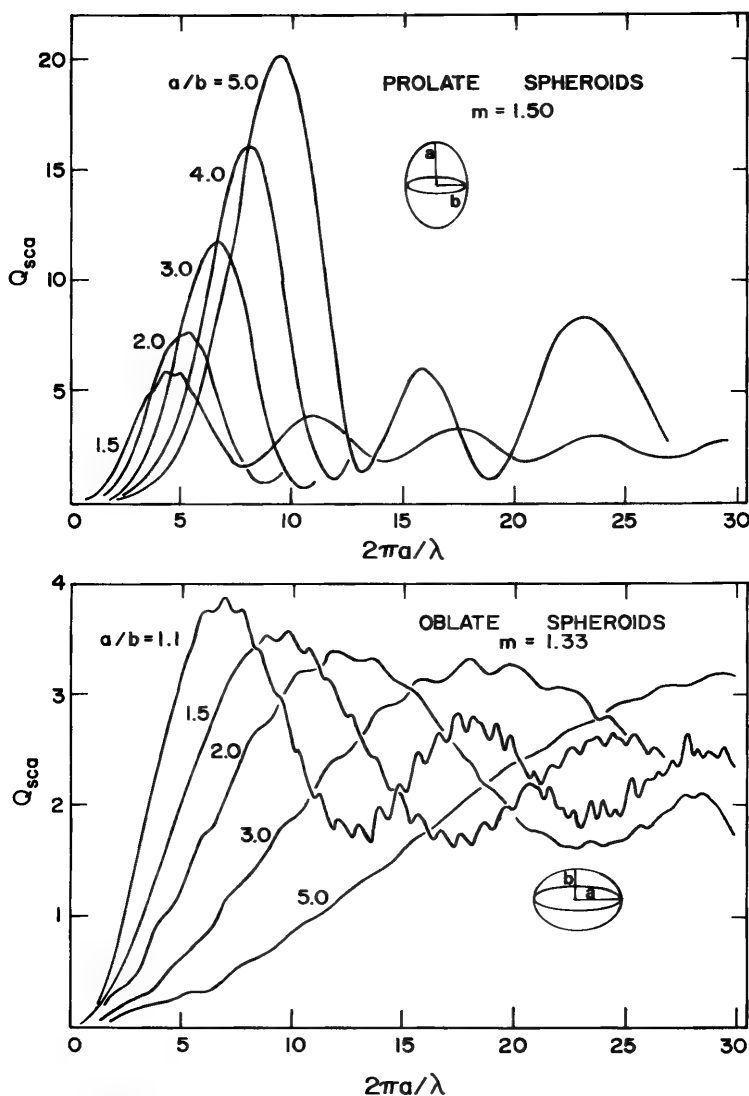 20
15
10
5
Qsca
a/b = 5.0
4.0
3.0
2.0
1.5
PROLATE SPHEROIDS
m = 1.50
a
b
0 5 10 15 20 25 30
2πa/λ
4
3
2
1
Qsca
a/b = 1.1
1.5
2.0
3.0
5.0
OBLATE SPHEROIDS
m = 1.33
b
a
0 5 10 15 20 25 30
2πa/λ